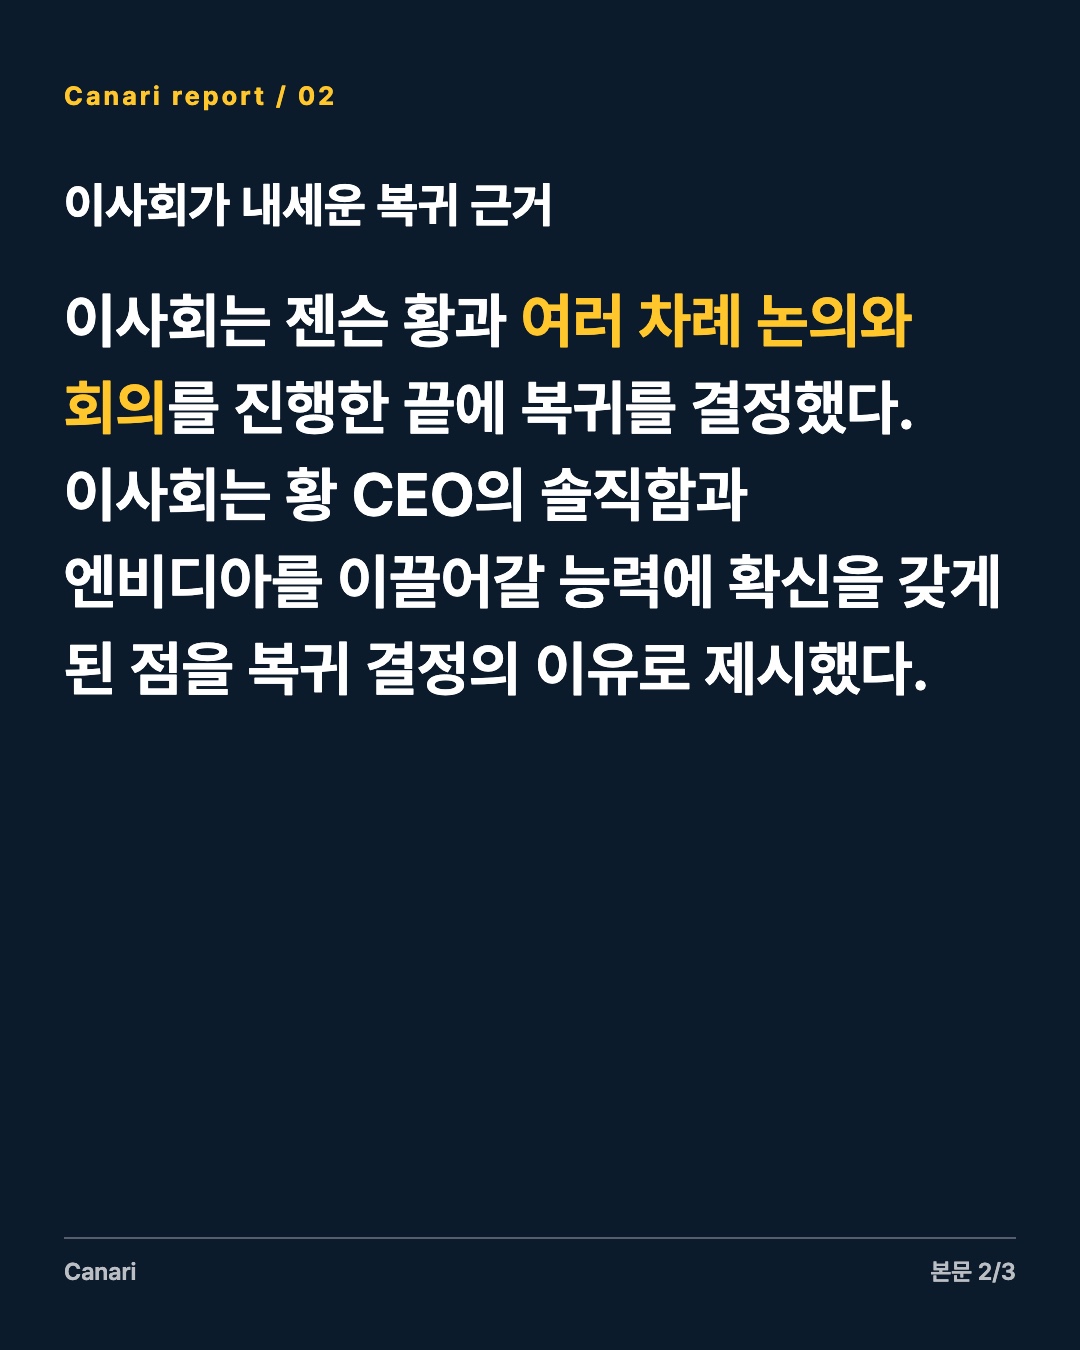 Canari report / 02
이사회가 내세운 복귀 근거
이사회는 젠슨 황과 여러 차례 논의와
회의를 진행한 끝에 복귀를 결정했다.
이사회는 황 CEO의 솔직함과
엔비디아를 이끌어갈 능력에 확신을 갖게
된 점을 복귀 결정의 이유로 제시했다.
Canari
본문 2/3